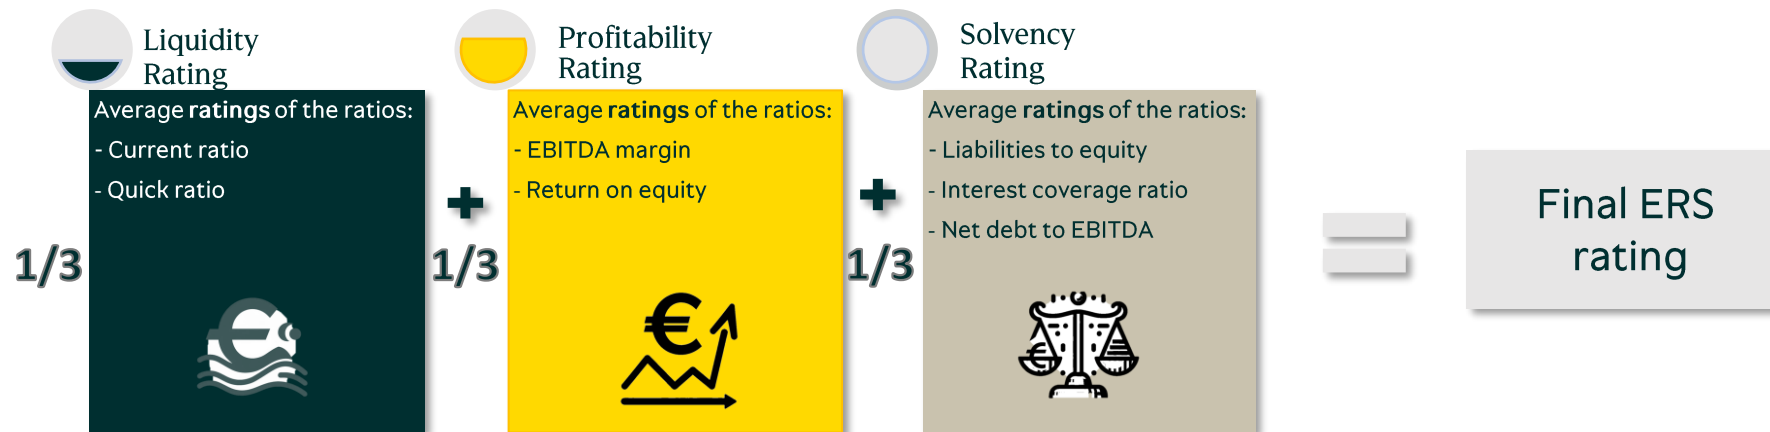 Liquidity
Rating
Average ratings of the ratios:
- Current ratio
- Quick ratio
1/3
+
Profitability
Rating
Average ratings of the ratios:
- EBITDA margin
- Return on equity
1/3
+
Solvency
Rating
Average ratings of the ratios:
- Liabilities to equity
- Interest coverage ratio
- Net debt to EBITDA
1/3
=
Final ERS
rating